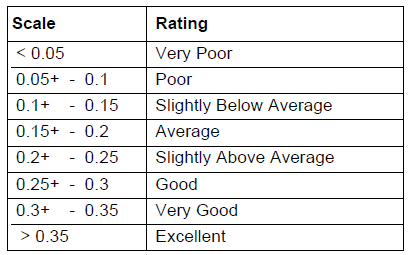 Scale Rating
< 0.05 Very Poor
0.05+ - 0.1 Poor
0.1+ - 0.15 Slightly Below Average
0.15+ - 0.2 Average
0.2+ - 0.25 Slightly Above Average
0.25+ - 0.3 Good
0.3+ - 0.35 Very Good
> 0.35 Excellent